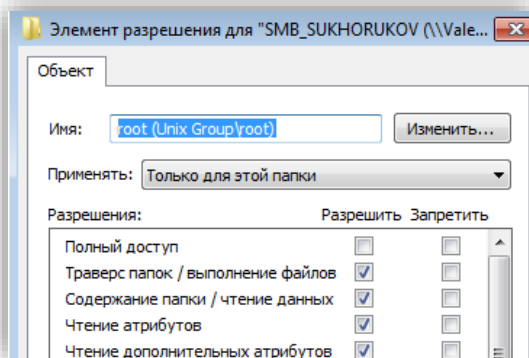 Элемент разрешения для "SMB_SUKHORUKOV (\\Vale...
Объект
Имя: root (Unix Group\root) Изменить...
Применять: Только для этой папки
Разрешения: Разрешить Запретить
Полный доступ
Траверс папок / выполнение файлов
Содержание папки / чтение данных
Чтение атрибутов
Чтение дополнительных атрибутов